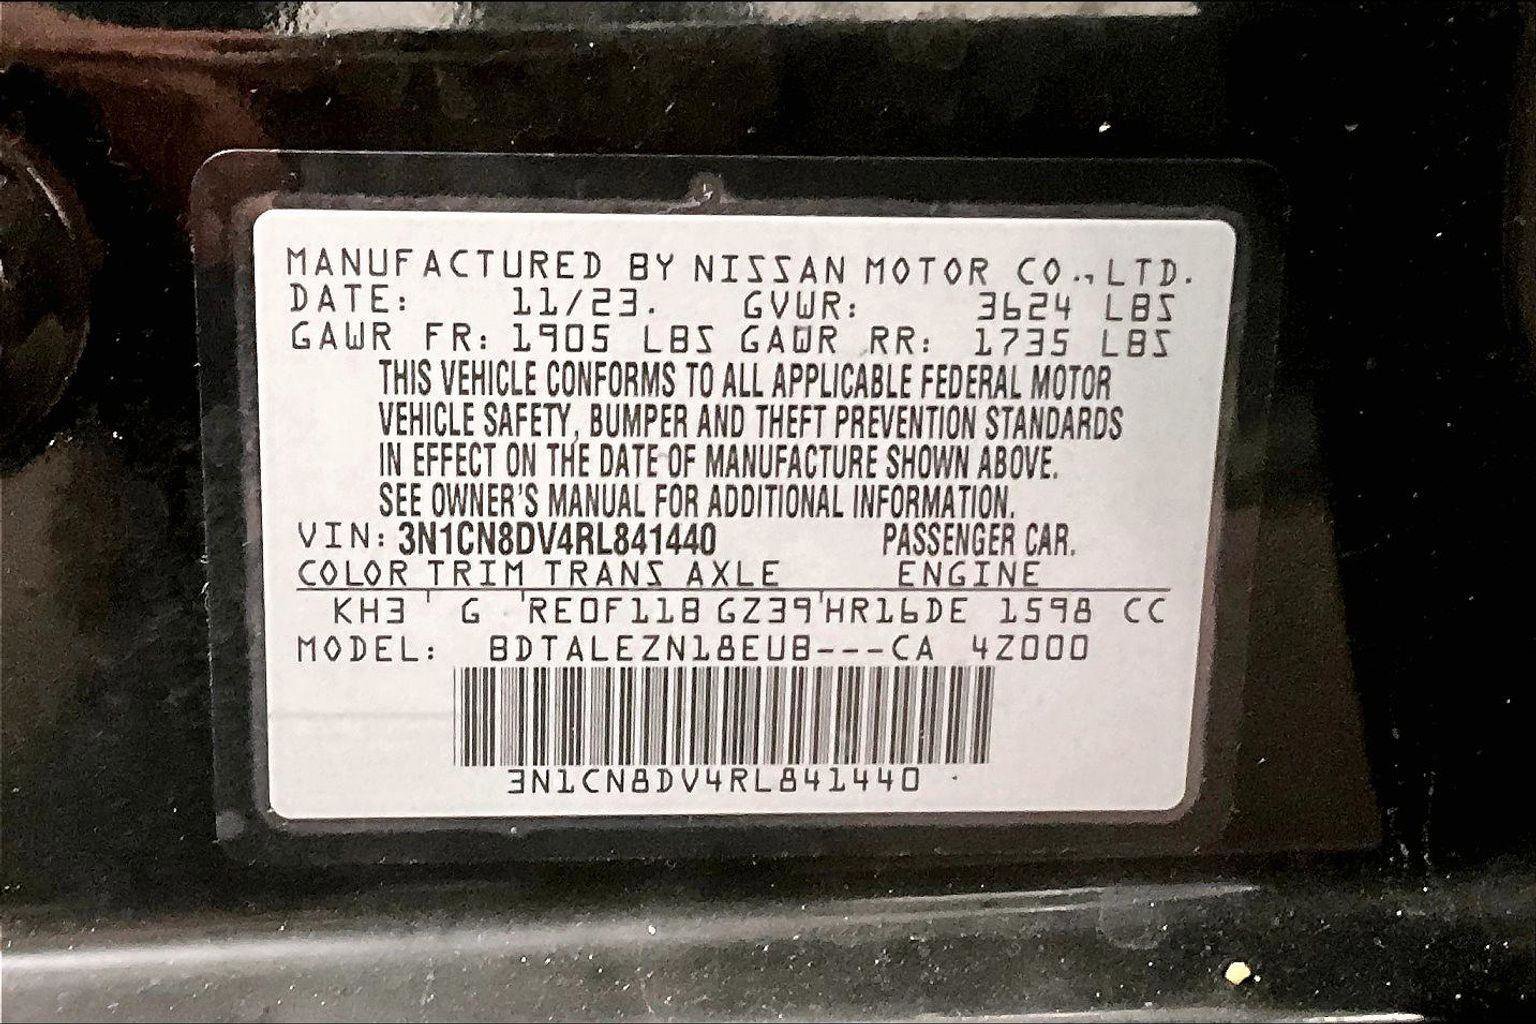 MANUFACTURED BY NISSAN MOTOR CO., LTD.
DATE: 11/23. GVWR: 3624 LBS
GAWR FR: 1905 LBS GAWR RR: 1735 LBS
THIS VEHICLE CONFORMS TO ALL APPLICABLE FEDERAL MOTOR
VEHICLE SAFETY, BUMPER AND THEFT PREVENTION STANDARDS
IN EFFECT ON THE DATE OF MANUFACTURE SHOWN ABOVE.
SEE OWNER'S MANUAL FOR ADDITIONAL INFORMATION.
VIN: 3N1CN8DV4RL841440 PASSENGER CAR.
COLOR TRIM TRANS AXLE ENGINE
KH3 G RE0F11B GZ39 HR16DE 1598 CC
MODEL: BDTALEZN18EUB---CA 4Z000
3N1CN8DV4RL841440